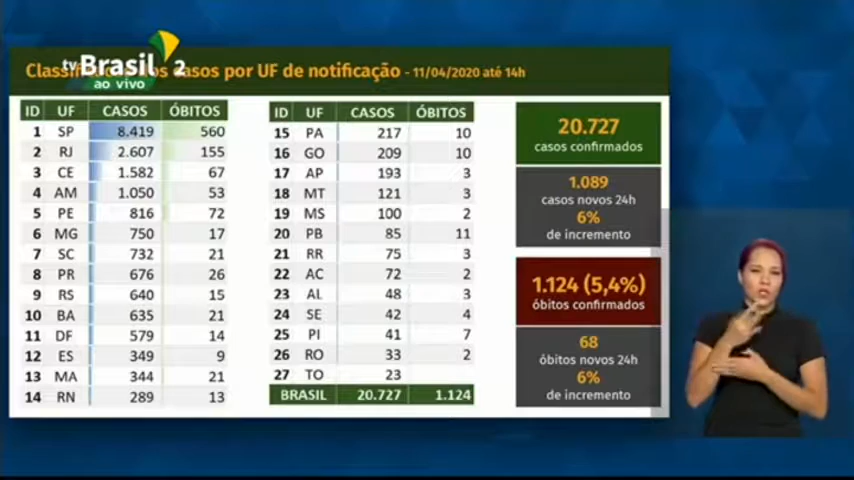 tv Brasil 2
ao vivo
casos por UF de notificação - 11/04/2020 até 14h
ID UF CASOS ÓBITOS
1 SP 8.419 560
2 RJ 2.607 155
3 CE 1.582 67
4 AM 1.050 53
5 PE 816 72
6 MG 750 17
7 SC 732 21
8 PR 676 26
9 RS 640 15
10 BA 635 21
11 DF 579 14
12 ES 349 9
13 MA 344 21
14 RN 289 13
ID UF CASOS ÓBITOS
15 PA 217 10
16 GO 209 10
17 AP 193 3
18 MT 121 3
19 MS 100 2
20 PB 85 11
21 RR 75 3
22 AC 72 2
23 AL 48 3
24 SE 42 4
25 PI 41 7
26 RO 33 2
27 TO 23
BRASIL 20.727 1.124
20.727
casos confirmados
1.089
casos novos 24h
6%
de incremento
1.124 (5,4%)
óbitos confirmados
68
óbitos novos 24h
6%
de incremento